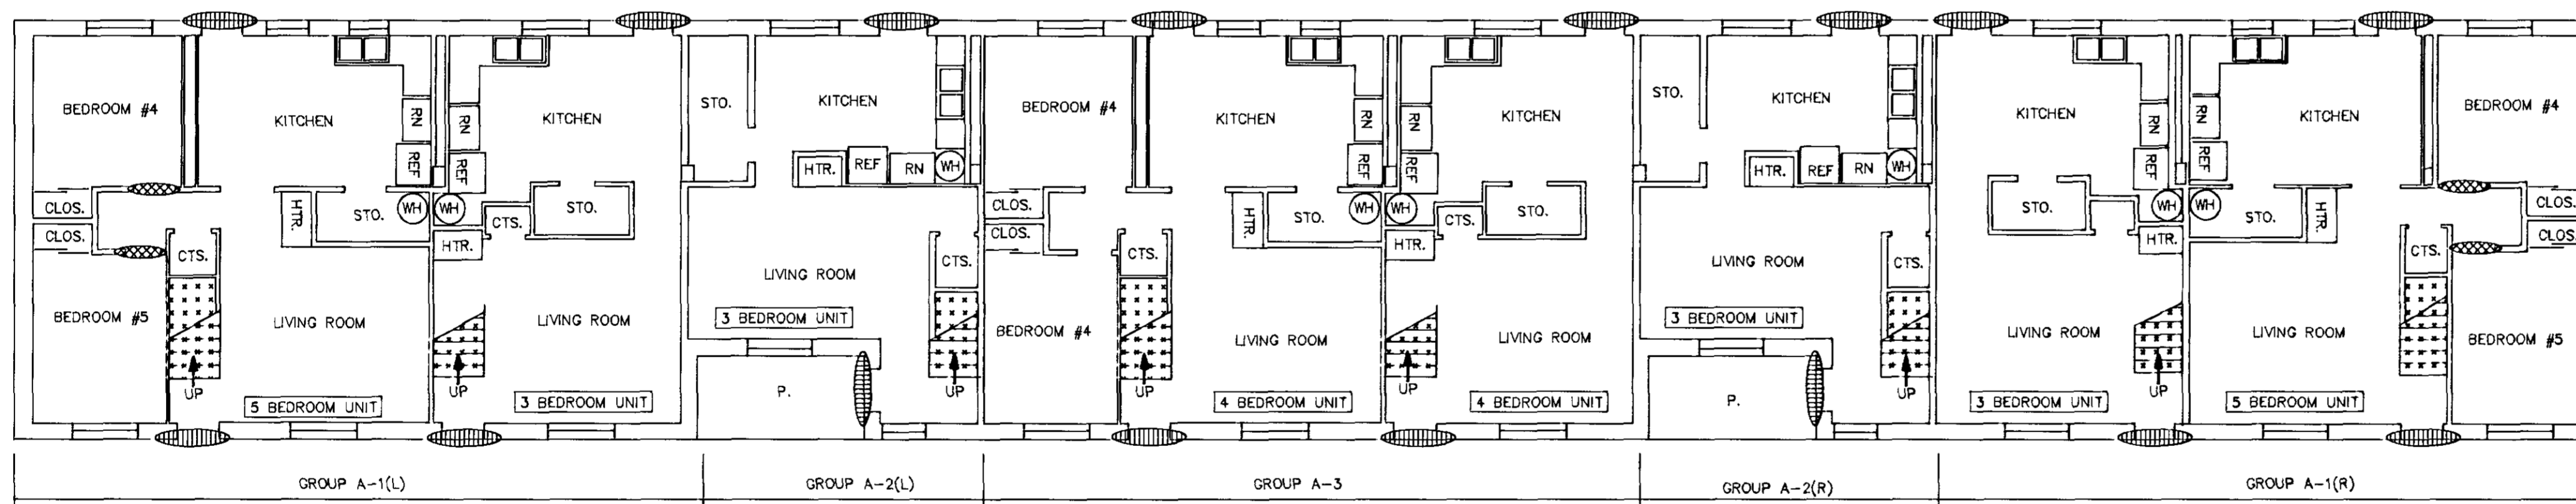 BEDROOM #4
KITCHEN
RN
REF
CLOS.
CLOS.
HTR.
STO.
WH
CTS.
BEDROOM #5
LIVING ROOM
UP
5 BEDROOM UNIT
RN
REF
KITCHEN
WH
HTR.
CTS.
STO.
LIVING ROOM
UP
3 BEDROOM UNIT
STO.
KITCHEN
HTR.
REF
RN
WH
LIVING ROOM
CTS.
3 BEDROOM UNIT
P.
UP
BEDROOM #4
KITCHEN
RN
REF
CLOS.
CLOS.
HTR.
STO.
WH
CTS.
BEDROOM #4
LIVING ROOM
UP
4 BEDROOM UNIT
RN
REF
KITCHEN
WH
HTR.
CTS.
STO.
LIVING ROOM
UP
4 BEDROOM UNIT
STO.
KITCHEN
HTR.
REF
RN
WH
LIVING ROOM
CTS.
3 BEDROOM UNIT
P.
UP
KITCHEN
RN
REF
STO.
WH
HTR.
LIVING ROOM
UP
3 BEDROOM UNIT
RN
REF
KITCHEN
WH
STO.
HTR.
CTS.
LIVING ROOM
5 BEDROOM UNIT
BEDROOM #4
CLOS.
CLOS.
BEDROOM #5
GROUP A-1(L)
GROUP A-2(L)
GROUP A-3
GROUP A-2(R)
GROUP A-1(R)